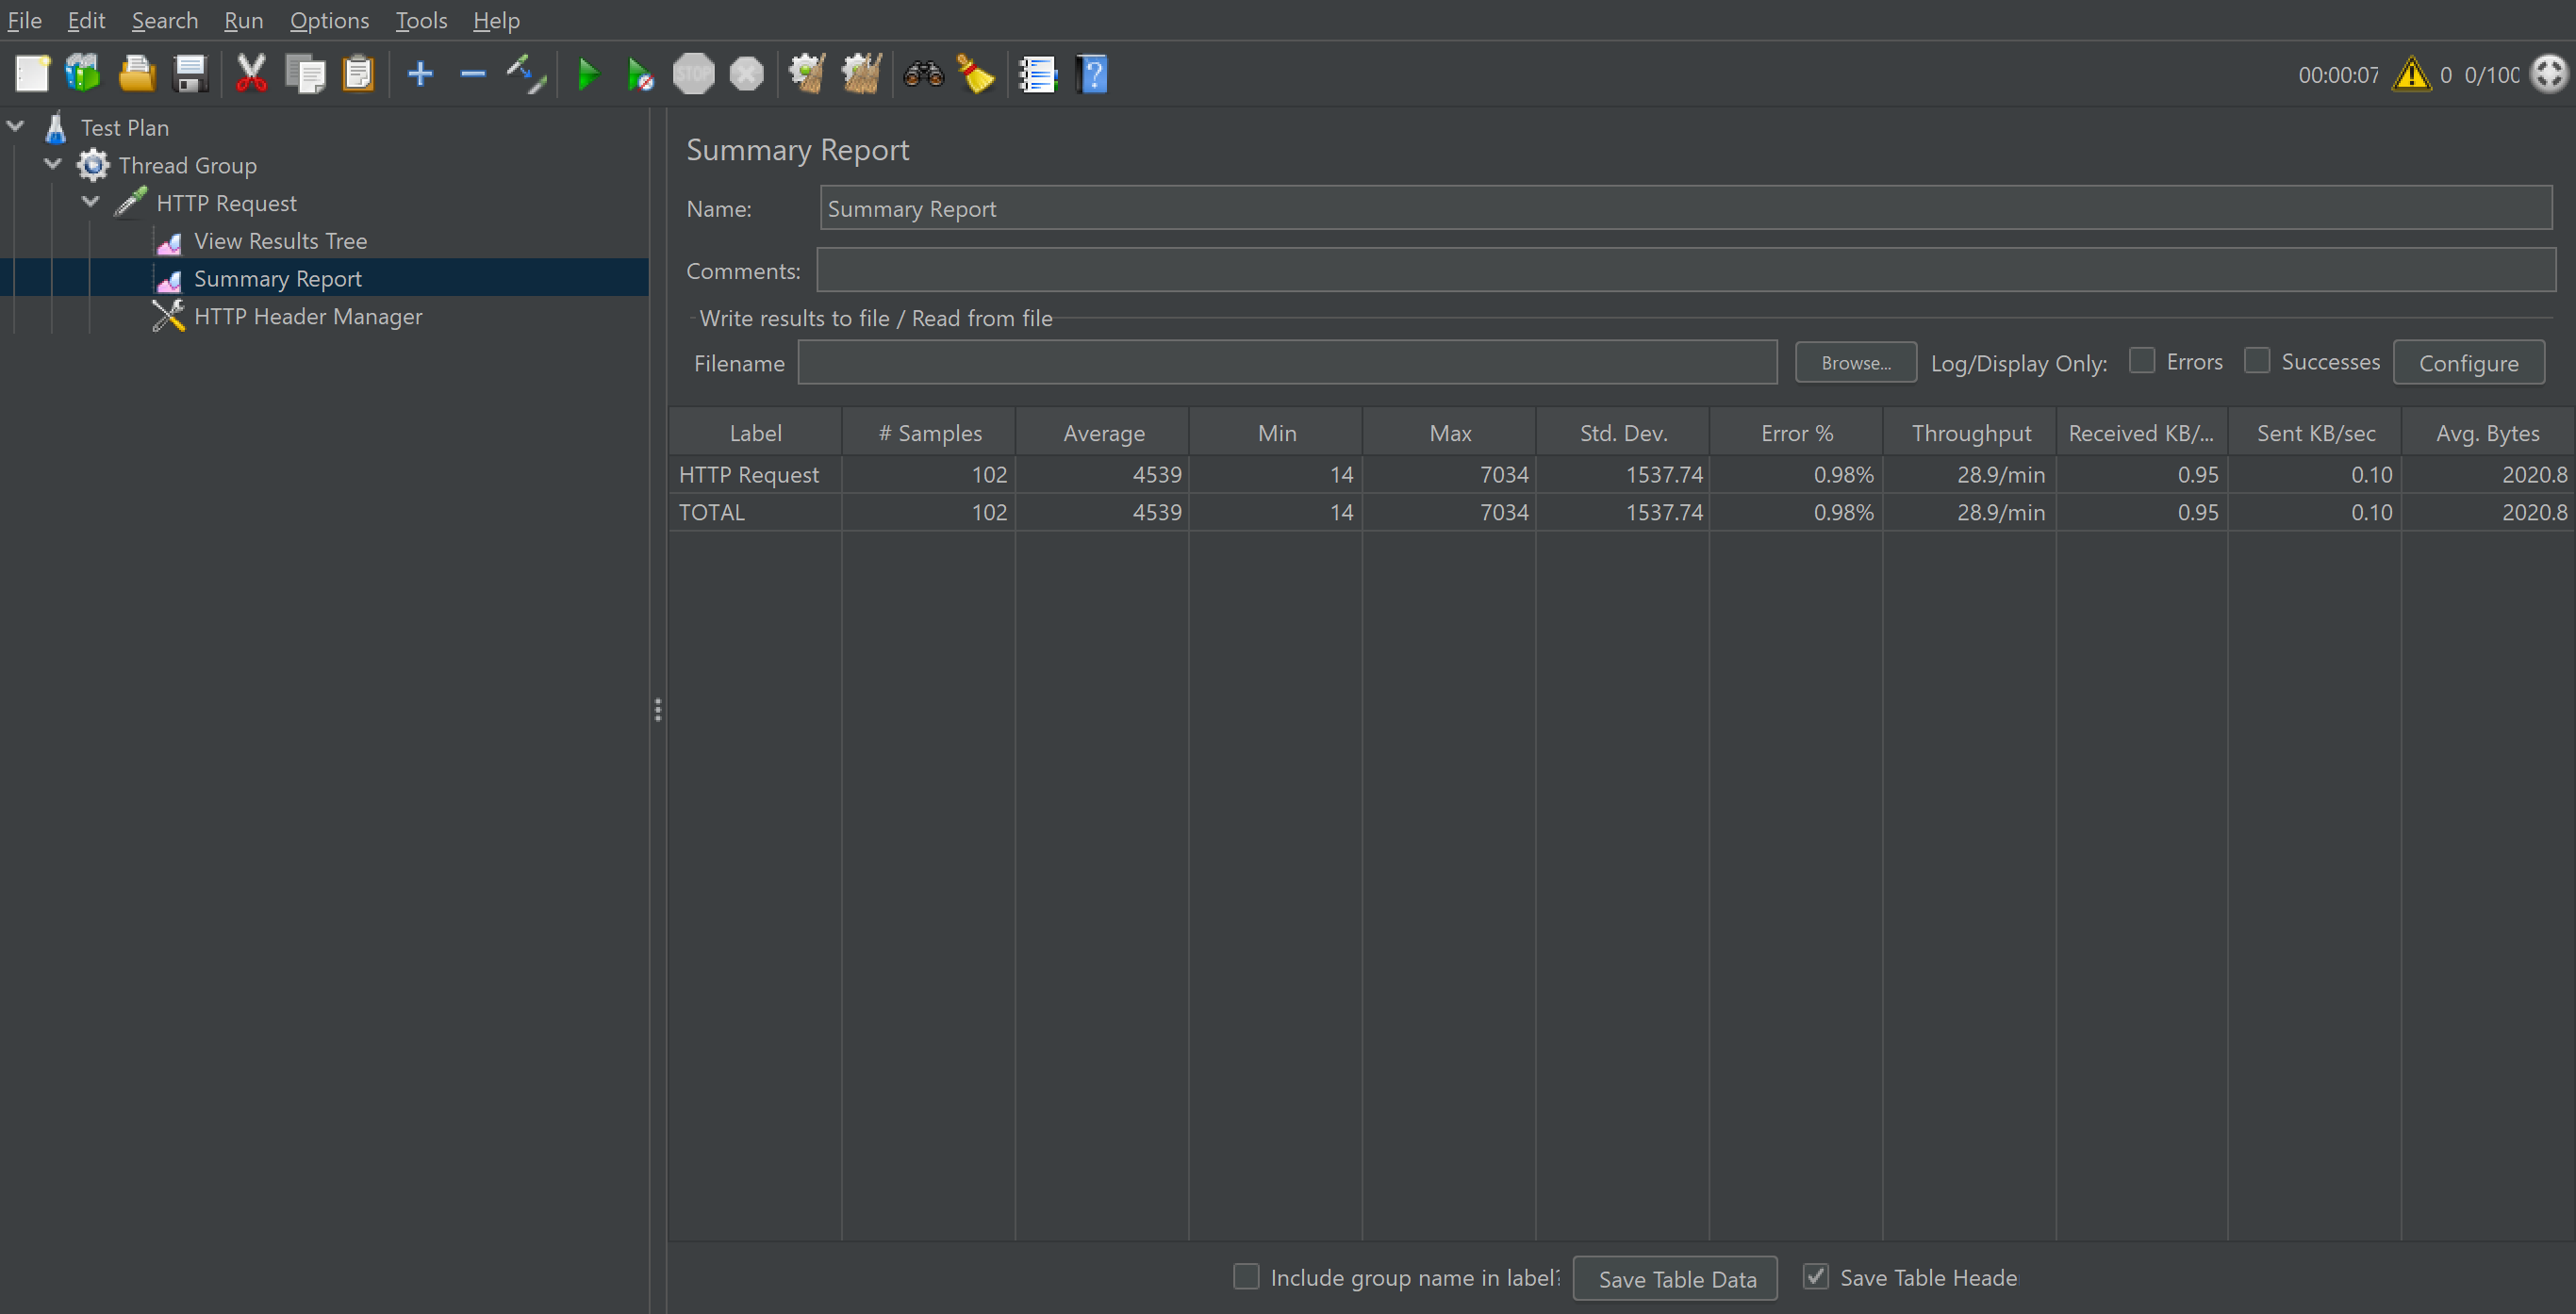 File Edit Search Run Options Tools Help
STOP
00:00:07 0 0/100
Test Plan
Thread Group
HTTP Request
View Results Tree
Summary Report
HTTP Header Manager
Summary Report
Name: Summary Report
Comments:
Write results to file / Read from file
Filename Browse... Log/Display Only: Errors Successes Configure
Label # Samples Average Min Max Std. Dev. Error % Throughput Received KB/... Sent KB/sec Avg. Bytes
HTTP Request 102 4539 14 7034 1537.74 0.98% 28.9/min 0.95 0.10 2020.8
TOTAL 102 4539 14 7034 1537.74 0.98% 28.9/min 0.95 0.10 2020.8
Include group name in label? Save Table Data Save Table Heade